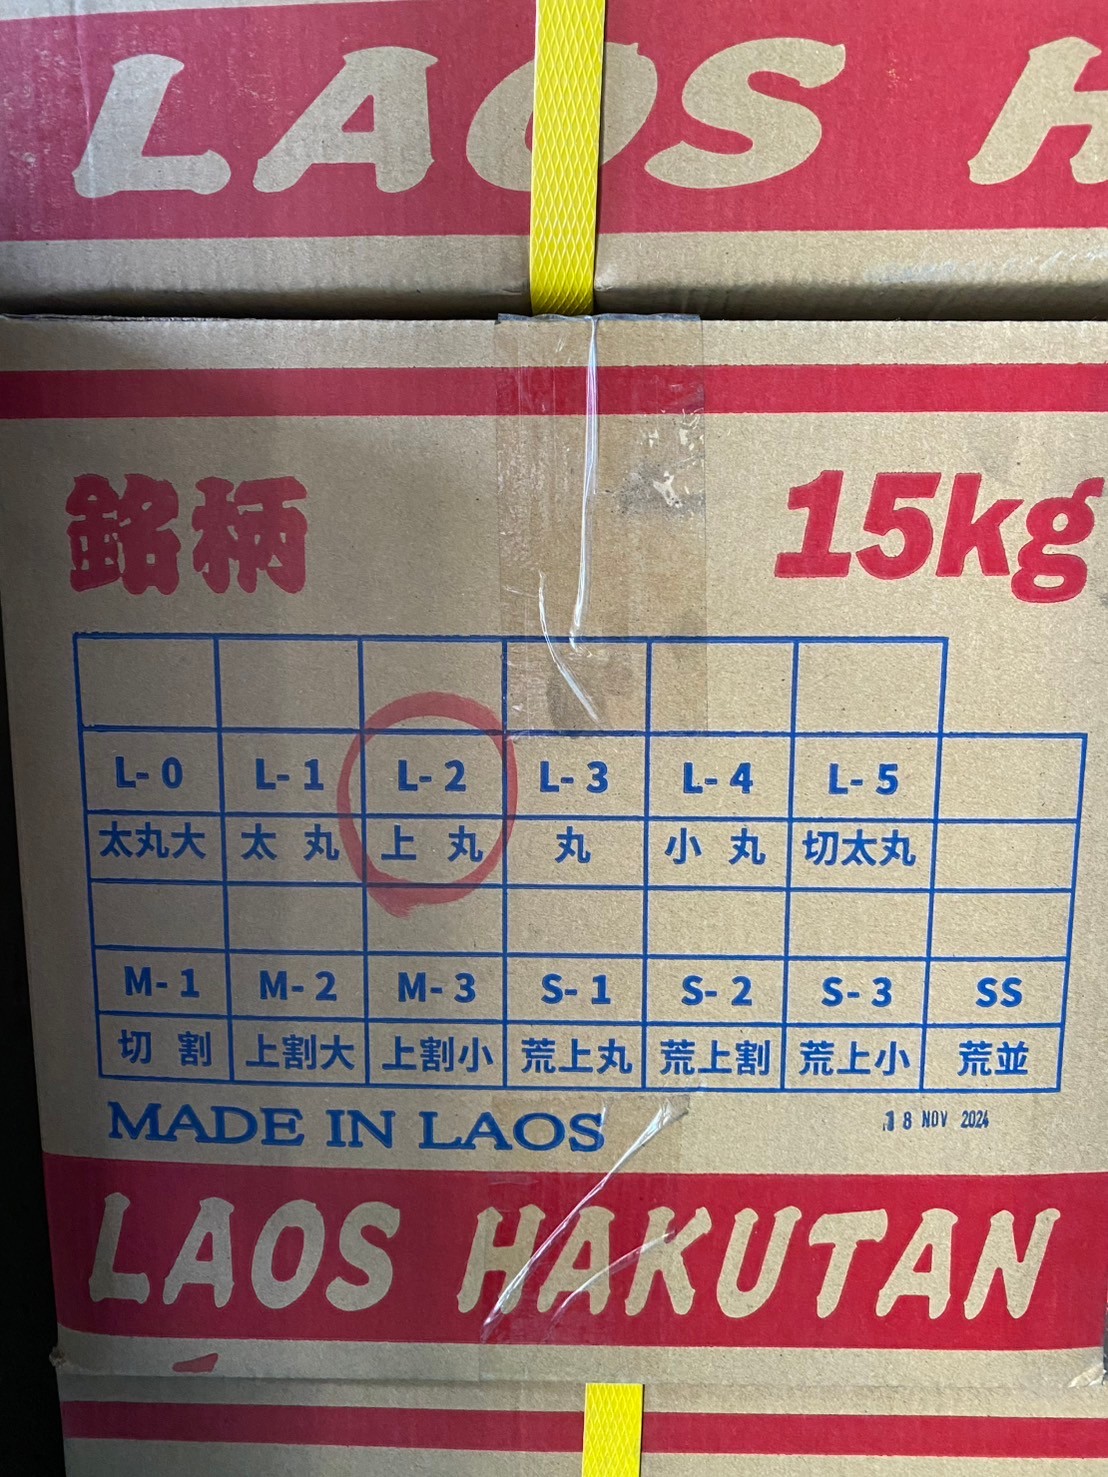 LAOS H
銘柄 15kg
L-0 L-1 L-2 L-3 L-4 L-5
太丸大 太丸 上丸 丸 小丸 切太丸
M-1 M-2 M-3 S-1 S-2 S-3 SS
切割 上割大 上割小 荒上丸 荒上割 荒上小 荒並
MADE IN LAOS 18 NOV 2024
LAOS HAKUTAN